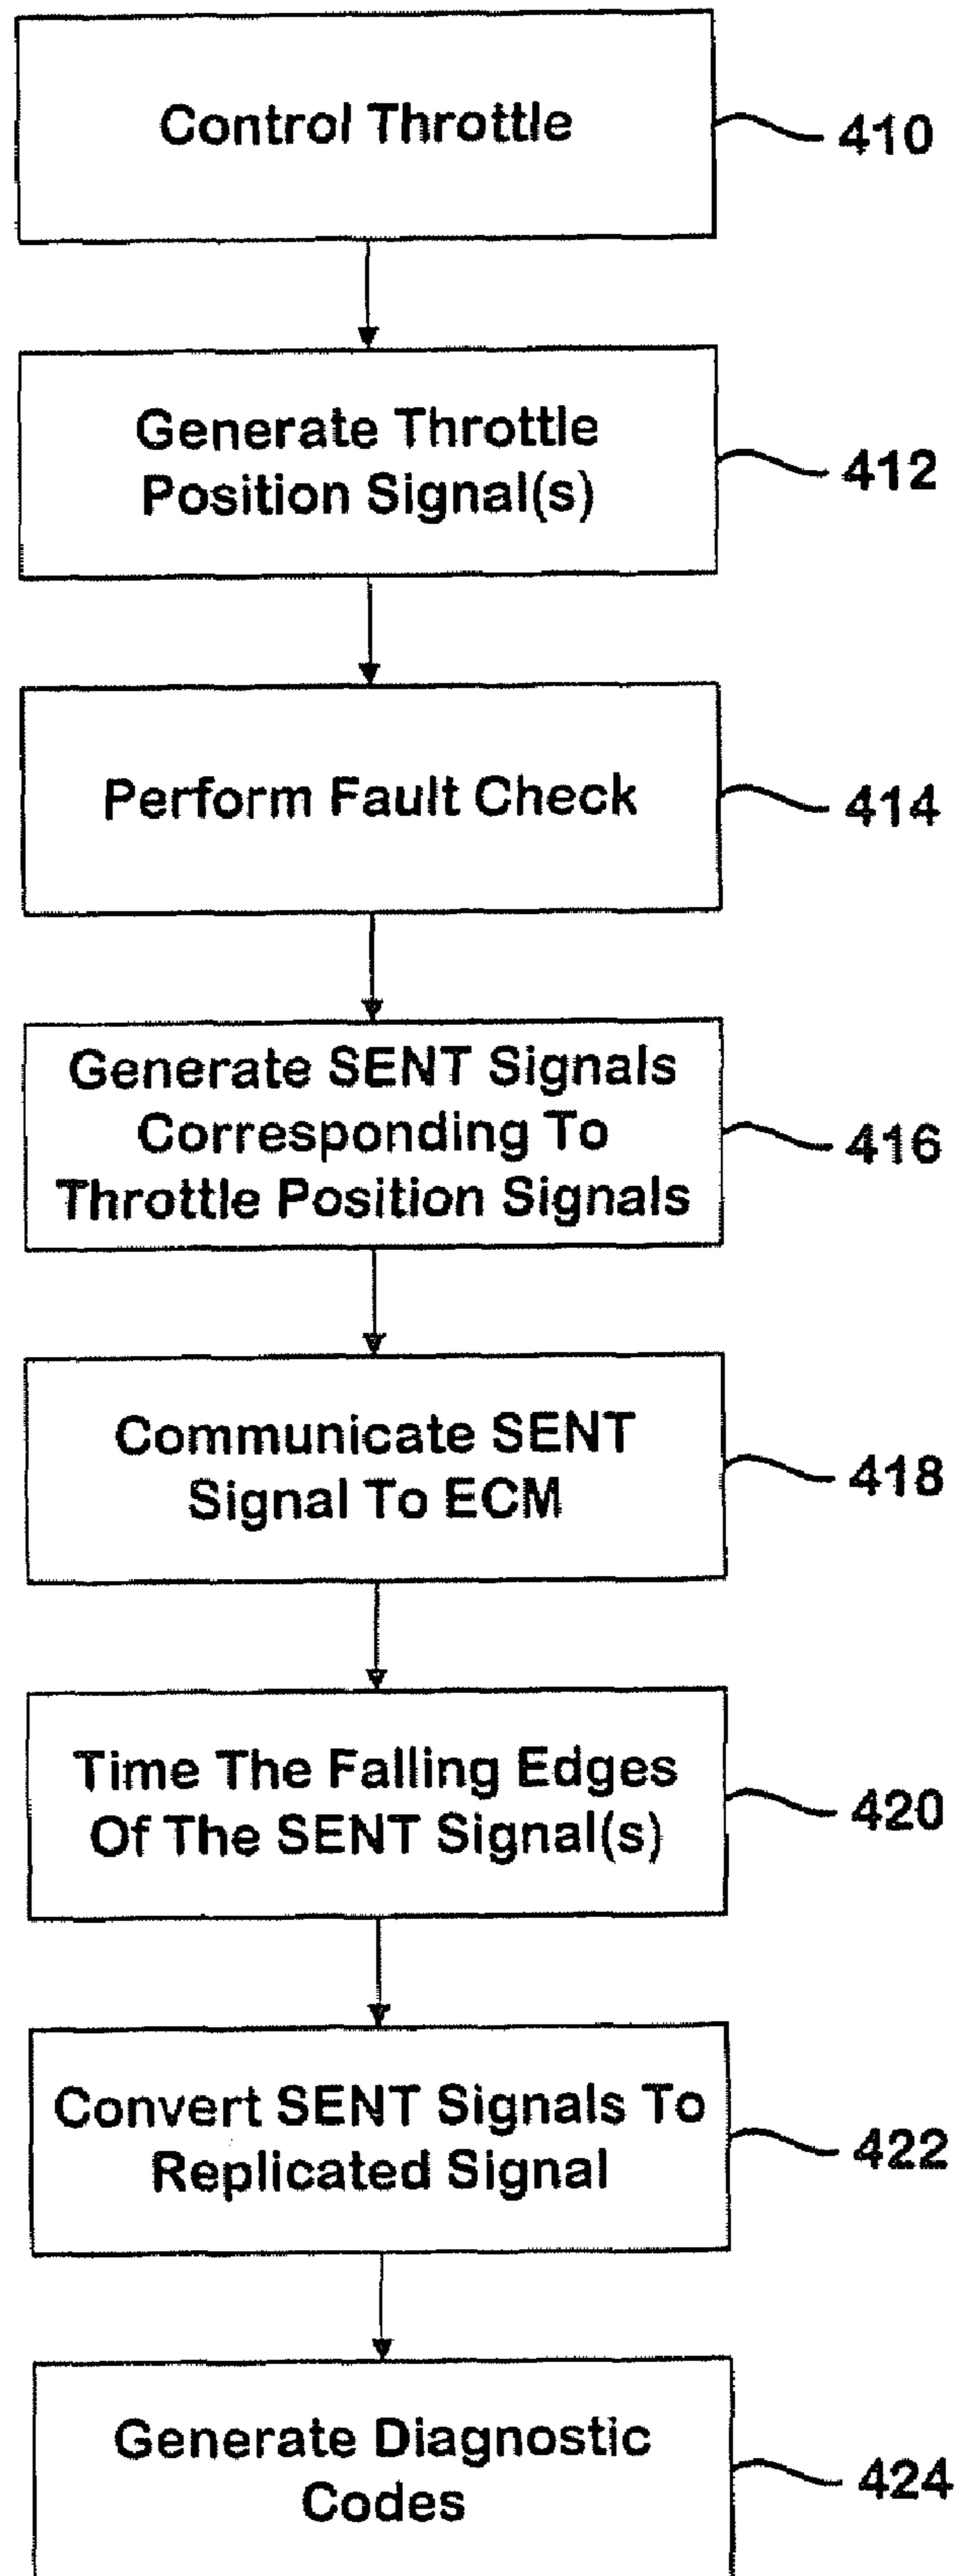 Control Throttle
410
Generate Throttle
Position Signal(s)
412
Perform Fault Check
414
Generate SENT Signals
Corresponding To
Throttle Position Signals
416
Communicate SENT
Signal To ECM
418
Time The Falling Edges
Of The SENT Signal(s)
420
Convert SENT Signals To
Replicated Signal
422
Generate Diagnostic
Codes
424